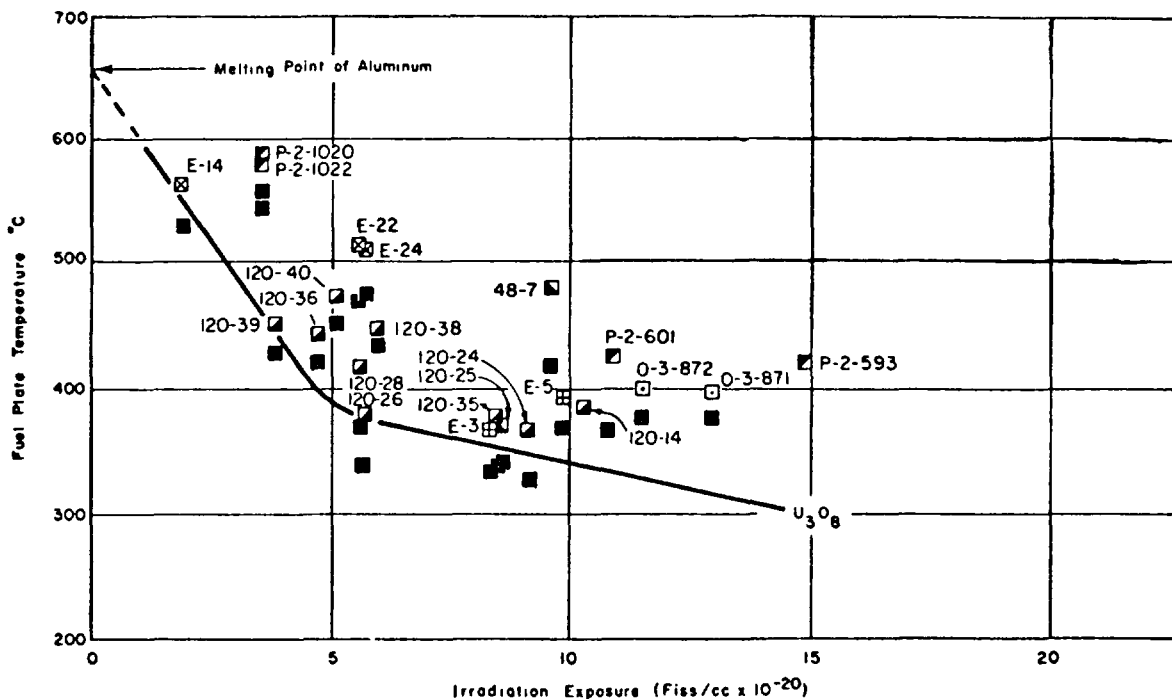 700
Melting Point of Aluminum
600
P-2-1020
E-14
P-2-1022
500
E-22
E-24
120-40
120-36
48-7
120-39
120-38
P-2-601
120-24
O-3-872
P-2-593
400
120-28
120-25
E-5
O-3-871
120-26
120-35
E-3
120-14
300
U3O8
200
0
5
10
15
20
Fuel Plate Temperature °C
Irradiation Exposure (Fiss/cc x 10-20)